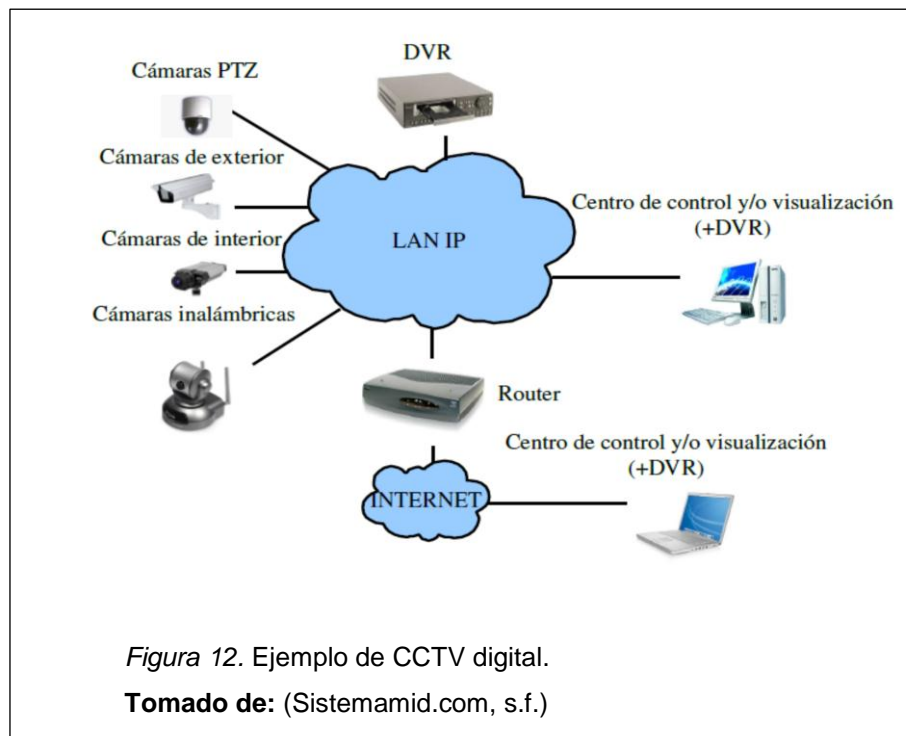 DVR
Cámaras PTZ
Cámaras de exterior
Cámaras de interior
Cámaras inalámbricas
LAN IP
Centro de control y/o visualización
(+DVR)
Router
Centro de control y/o visualización
(+DVR)
INTERNET
Figura 12. Ejemplo de CCTV digital.
Tomado de: (Sistemamid.com, s.f.)